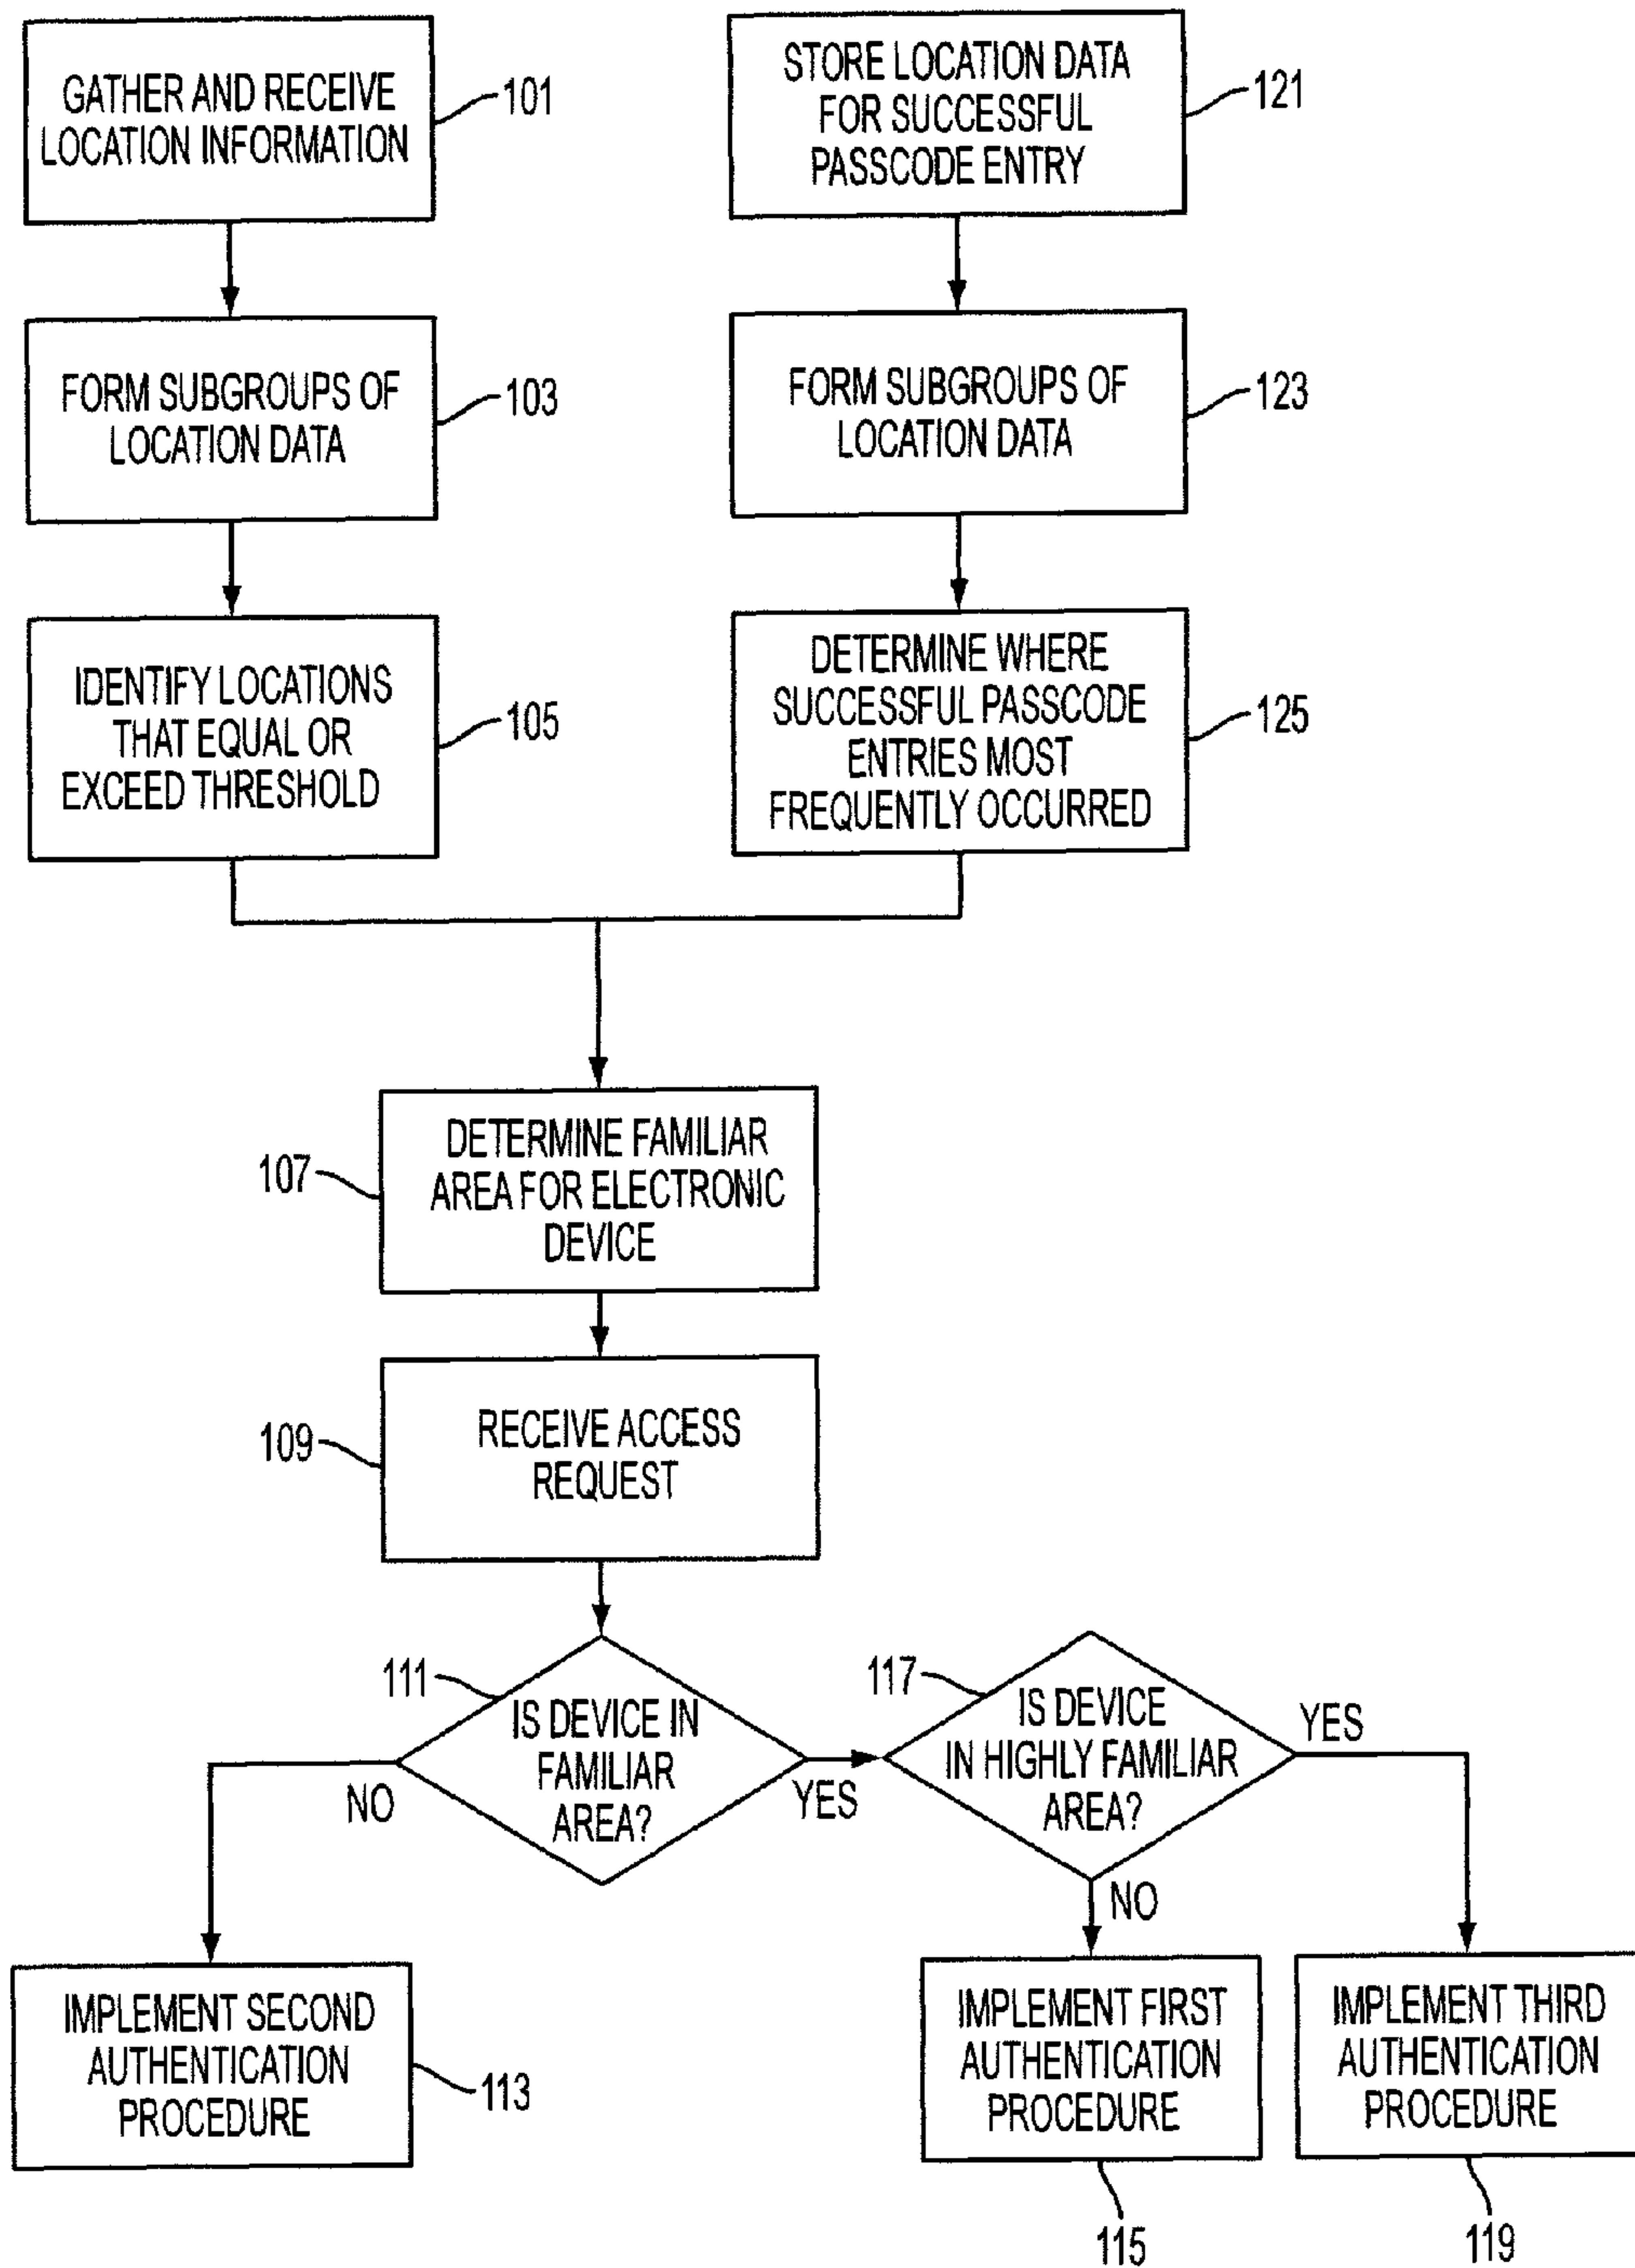 GATHER AND RECEIVE
LOCATION INFORMATION
101
STORE LOCATION DATA
FOR SUCCESSFUL
PASSCODE ENTRY
121
FORM SUBGROUPS OF
LOCATION DATA
103
FORM SUBGROUPS OF
LOCATION DATA
123
IDENTIFY LOCATIONS
THAT EQUAL OR
EXCEED THRESHOLD
105
DETERMINE WHERE
SUCCESSFUL PASSCODE
ENTRIES MOST
FREQUENTLY OCCURRED
125
107
DETERMINE FAMILIAR
AREA FOR ELECTRONIC
DEVICE
109
RECEIVE ACCESS
REQUEST
111
IS DEVICE IN
FAMILIAR
AREA?
NO
YES
117
IS DEVICE
IN HIGHLY FAMILIAR
AREA?
YES
NO
IMPLEMENT SECOND
AUTHENTICATION
PROCEDURE
113
IMPLEMENT FIRST
AUTHENTICATION
PROCEDURE
115
IMPLEMENT THIRD
AUTHENTICATION
PROCEDURE
119